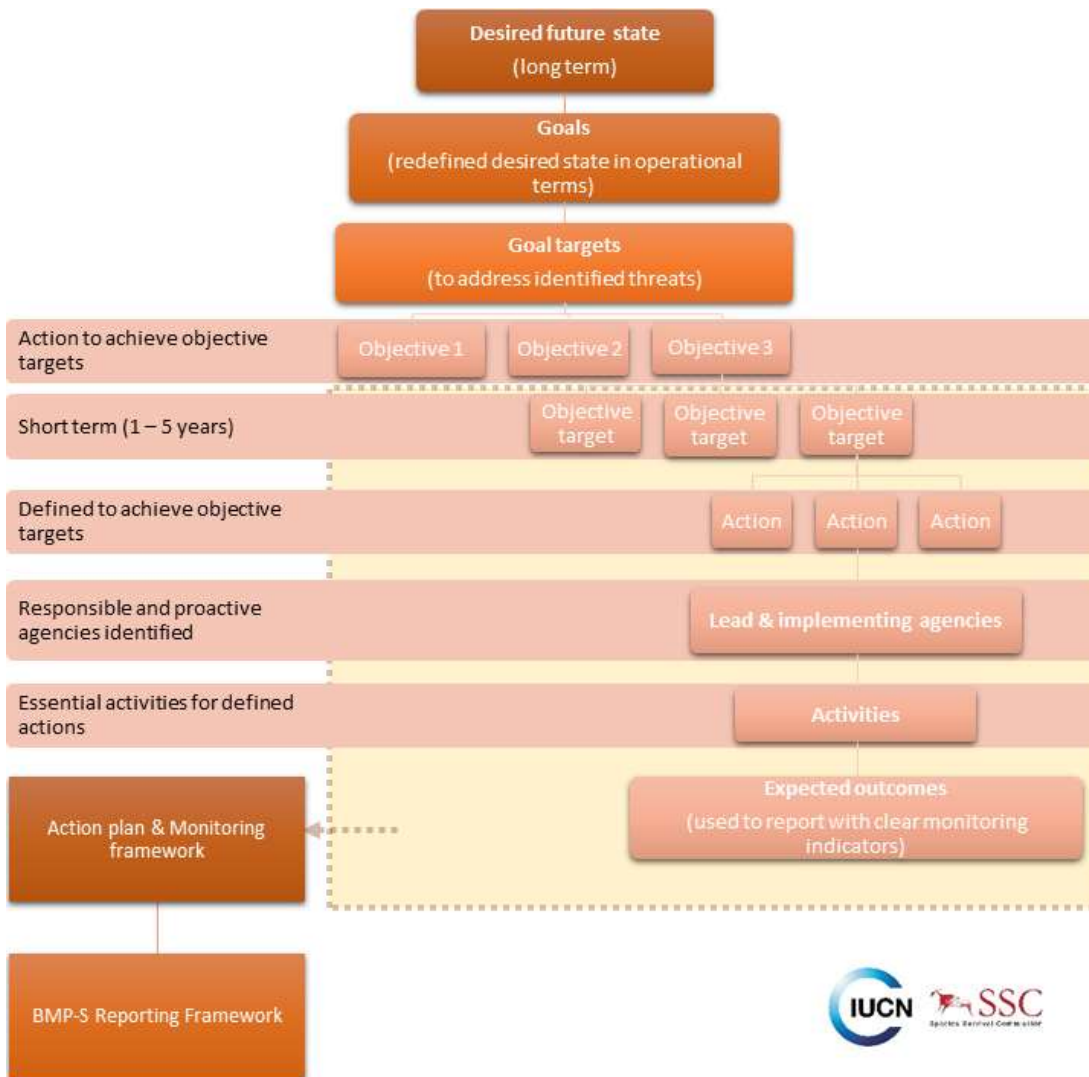 Desired future state
(long term)
Goals
(redefined desired state in operational
terms)
Goal targets
(to address identified threats)
Action to achieve objective
targets
Objective 1
Objective 2
Objective 3
Short term (1 – 5 years)
Objective
target
Objective
target
Objective
target
Defined to achieve objective
targets
Action
Action
Action
Responsible and proactive
agencies identified
Lead & implementing agencies
Essential activities for defined
actions
Activities
Expected outcomes
(used to report with clear monitoring
indicators)
Action plan & Monitoring
framework
BMP-S Reporting Framework
IUCN
SSC
Species Survival Commission